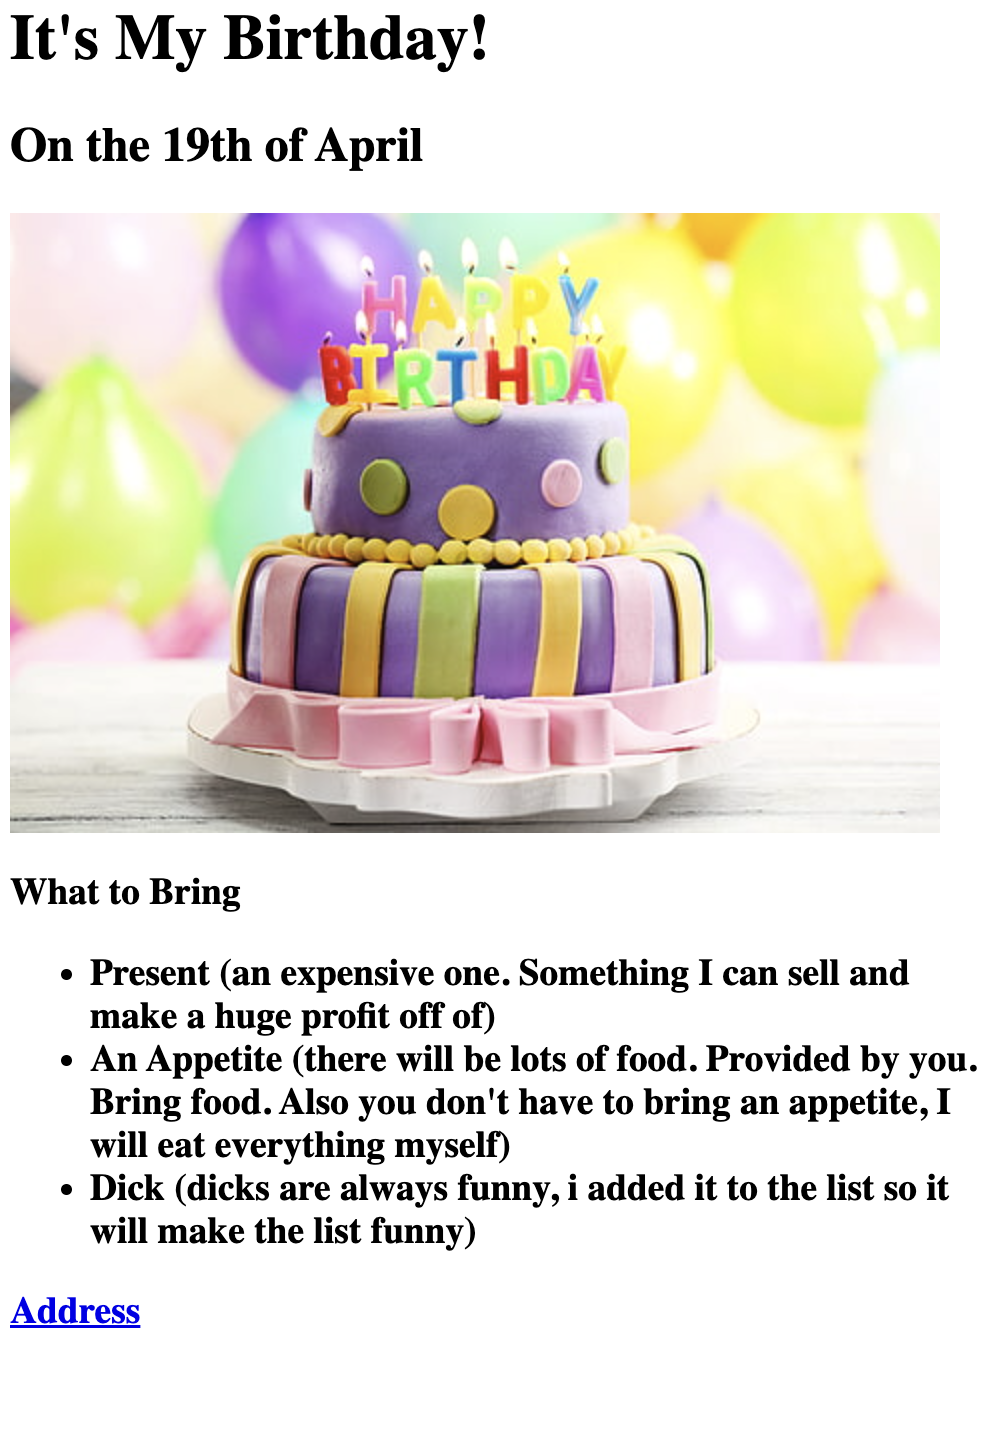 It's My Birthday!
On the 19th of April
HAPPY
BIRTHDAY
What to Bring
• Present (an expensive one. Something I can sell and
make a huge profit off of)
• An Appetite (there will be lots of food. Provided by you.
Bring food. Also you don't have to bring an appetite, I
will eat everything myself)
• Dick (dicks are always funny, i added it to the list so it
will make the list funny)
Address